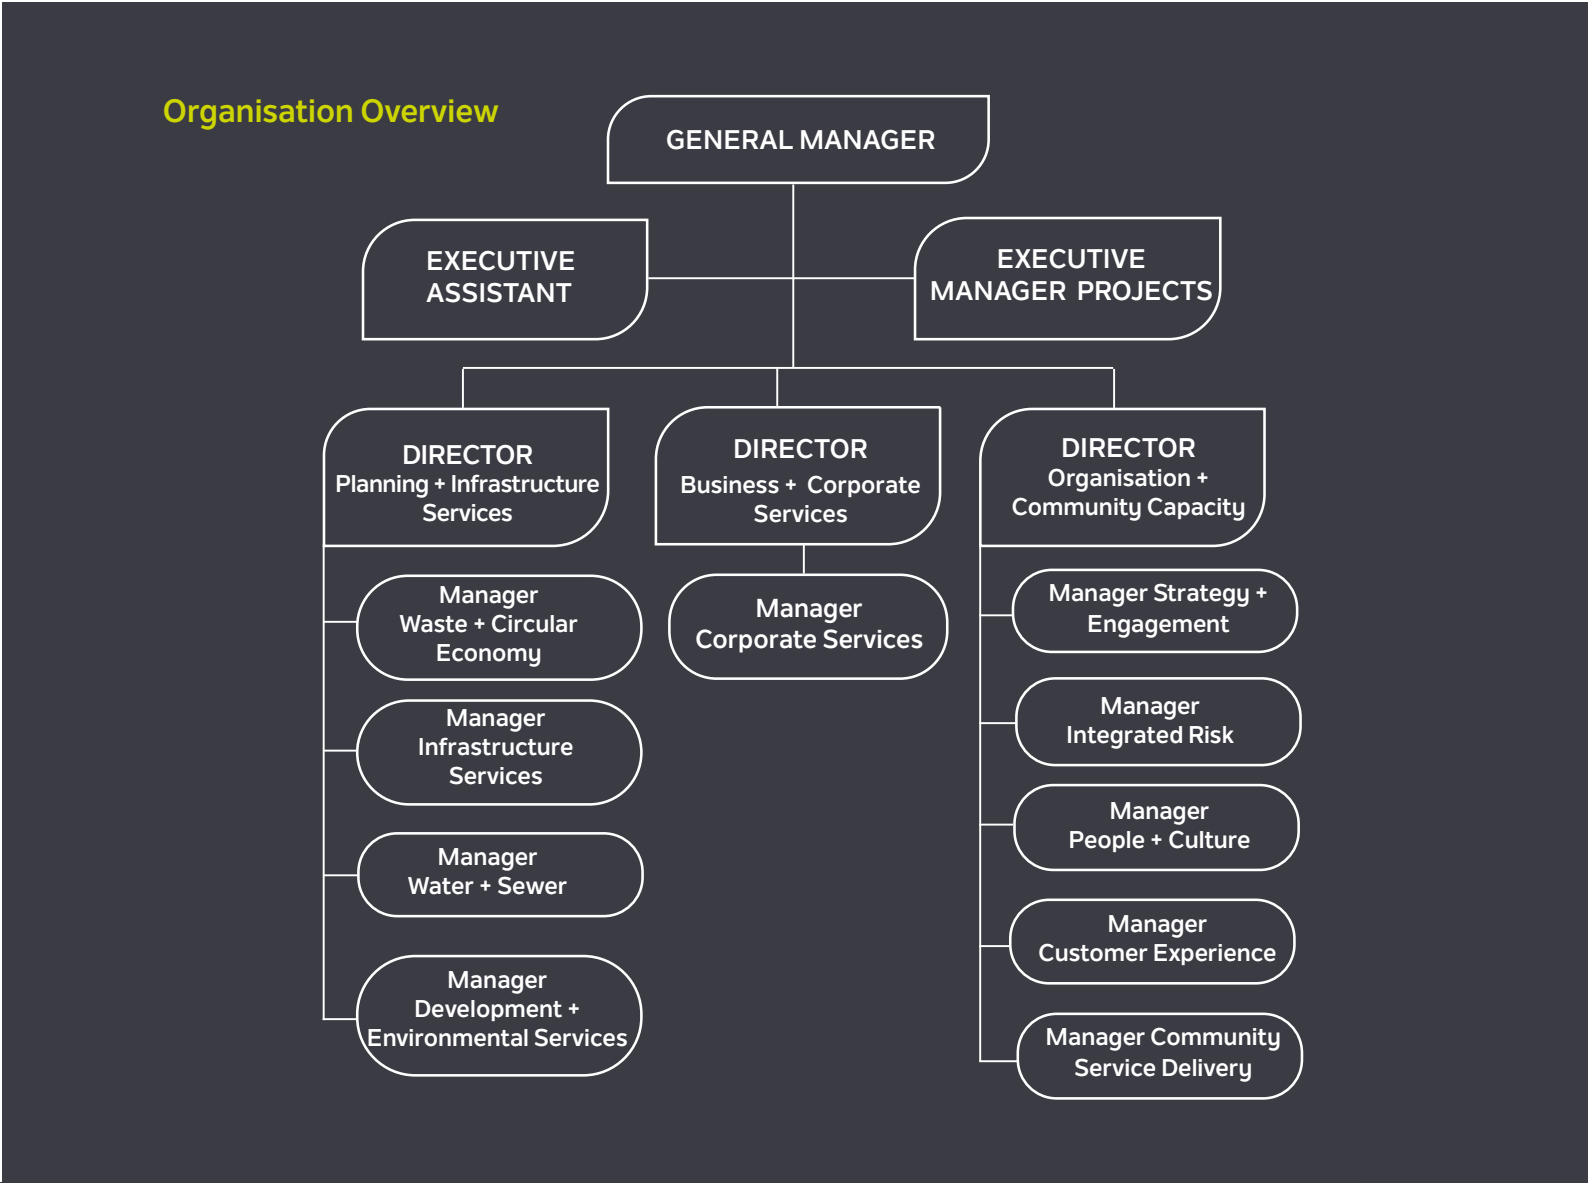 Organisation Overview
GENERAL MANAGER
EXECUTIVE
ASSISTANT
EXECUTIVE
MANAGER PROJECTS
DIRECTOR
Planning + Infrastructure
Services
DIRECTOR
Business + Corporate
Services
DIRECTOR
Organisation +
Community Capacity
Manager
Waste + Circular
Economy
Manager
Infrastructure
Services
Manager
Water + Sewer
Manager
Development +
Environmental Services
Manager
Corporate Services
Manager Strategy +
Engagement
Manager
Integrated Risk
Manager
People + Culture
Manager
Customer Experience
Manager Community
Service Delivery